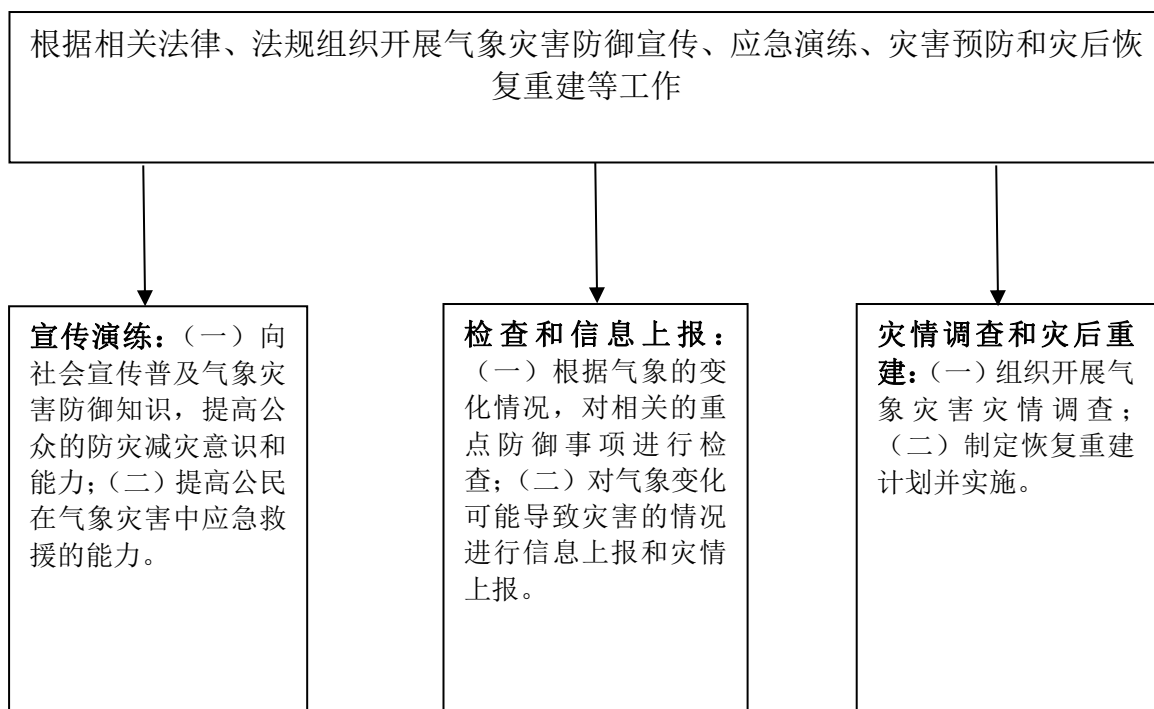 根据相关法律、法规组织开展气象灾害防御宣传、应急演练、灾害预防和灾后恢
复重建等工作
宣传演练：（一）向
社会宣传普及气象灾
害防御知识，提高公
众的防灾减灾意识和
能力；（二）提高公民
在气象灾害中应急救
援的能力。
检查和信息上报：
（一）根据气象的变
化情况，对相关的重
点防御事项进行检
查；（二）对气象变化
可能导致灾害的情况
进行信息上报和灾情
上报。
灾情调查和灾后重
建：（一）组织开展气
象灾害灾情调查；
（二）制定恢复重建
计划并实施。